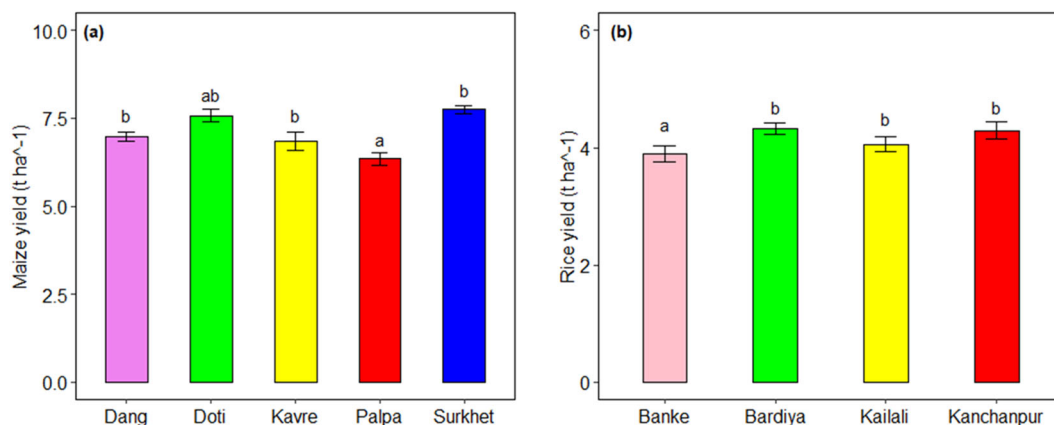 (a)
Maize yield (t ha^-1)
10.0
7.5
5.0
2.5
0.0
b
ab
b
a
b
Dang Doti Kavre Palpa Surkhet
(b)
Rice yield (t ha^-1)
6
4
2
0
a
b
b
b
Banke Bardiya Kailali Kanchanpur